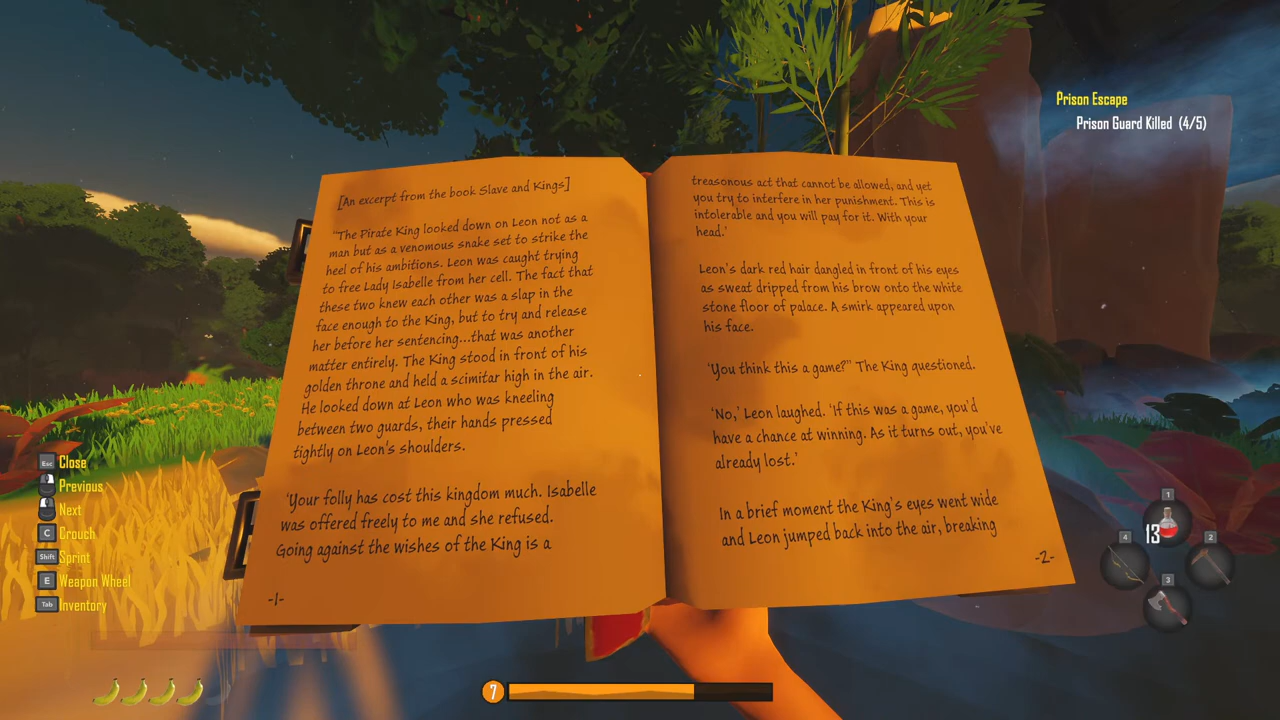 Prison Escape
Prison Guard Killed (4/5)
[An excerpt from the book Slave and Kings]
"The Pirate King looked down on Leon not as a
man but as a venomous snake set to strike the
heel of his ambitions. Leon was caught trying
to free Lady Isabelle from her cell. The fact that
these two knew each other was a slap in the
face enough to the King, but to try and release
her before her sentencing...that was another
matter entirely. The King stood in front of his
golden throne and held a scimitar high in the air.
He looked down at Leon who was kneeling
between two guards, their hands pressed
tightly on Leon's shoulders.
'Your folly has cost this kingdom much. Isabelle
was offered freely to me and she refused.
Going against the wishes of the King is a
-1-
treasonous act that cannot be allowed, and yet
you try to interfere in her punishment. This is
intolerable and you will pay for it. With your
head.'
Leon's dark red hair dangled in front of his eyes
as sweat dripped from his brow onto the white
stone floor of palace. A smirk appeared upon
his face.
'You think this a game?" The King questioned.
'No,' Leon laughed. 'If this was a game, you'd
have a chance at winning. As it turns out, you've
already lost.'
In a brief moment the King's eyes went wide
and Leon jumped back into the air, breaking
-2-
Esc Close
Previous
Next
C Crouch
Shift Sprint
E Weapon Wheel
Tab Inventory
1
13
4
2
3
7